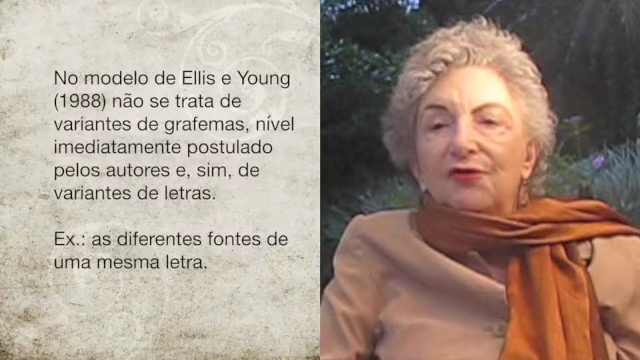 No modelo de Ellis e Young
(1988) não se trata de
variantes de grafemas, nível
imediatamente postulado
pelos autores e, sim, de
variantes de letras.
Ex.: as diferentes fontes de
uma mesma letra.